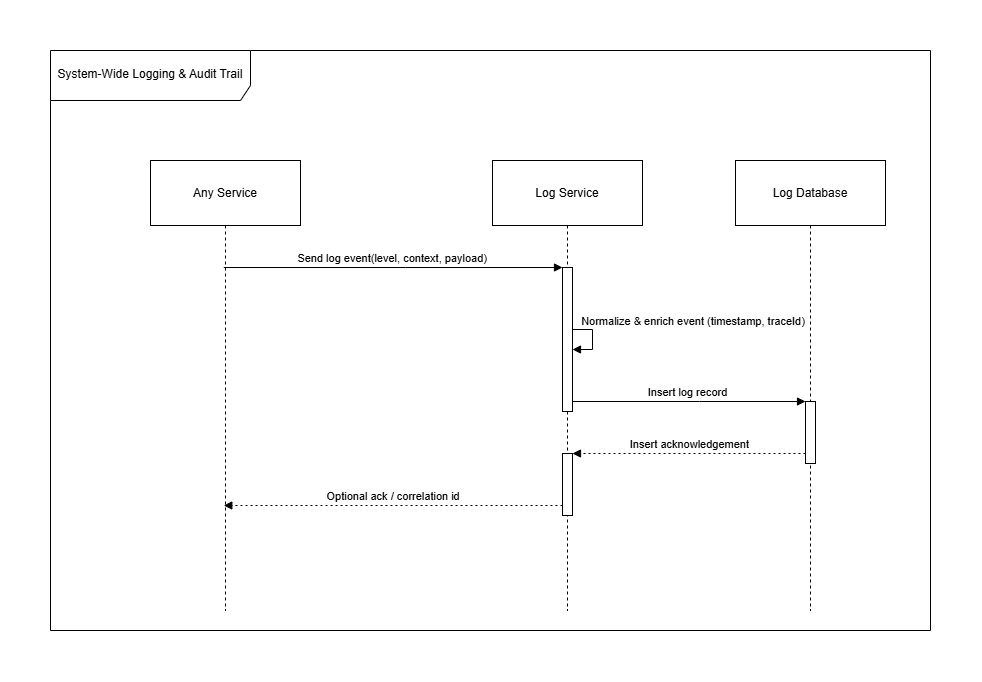 System-Wide Logging & Audit Trail
Any Service
Log Service
Log Database
Send log event(level, context, payload)
Normalize & enrich event (timestamp, traceId)
Insert log record
Insert acknowledgement
Optional ack / correlation id